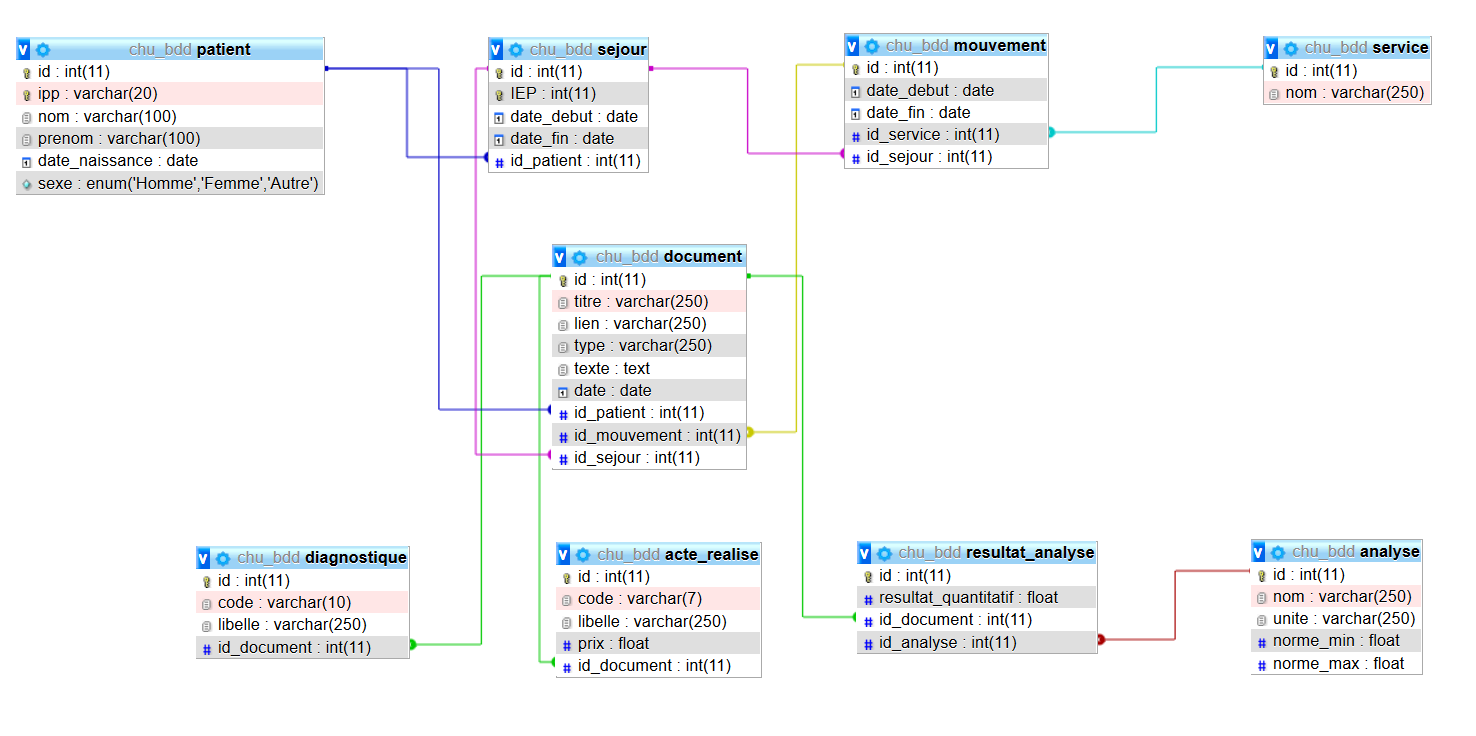 chu_bdd patient
id : int(11)
ipp : varchar(20)
nom : varchar(100)
prenom : varchar(100)
date_naissance : date
sexe : enum('Homme','Femme','Autre')
chu_bdd sejour
id : int(11)
IEP : int(11)
date_debut : date
date_fin : date
id_patient : int(11)
chu_bdd mouvement
id : int(11)
date_debut : date
date_fin : date
id_service : int(11)
id_sejour : int(11)
chu_bdd service
id : int(11)
nom : varchar(250)
chu_bdd document
id : int(11)
titre : varchar(250)
lien : varchar(250)
type : varchar(250)
texte : text
date : date
id_patient : int(11)
id_mouvement : int(11)
id_sejour : int(11)
chu_bdd diagnostique
id : int(11)
code : varchar(10)
libelle : varchar(250)
id_document : int(11)
chu_bdd acte_realise
id : int(11)
code : varchar(7)
libelle : varchar(250)
prix : float
id_document : int(11)
chu_bdd resultat_analyse
id : int(11)
resultat_quantitatif : float
id_document : int(11)
id_analyse : int(11)
chu_bdd analyse
id : int(11)
nom : varchar(250)
unite : varchar(250)
norme_min : float
norme_max : float